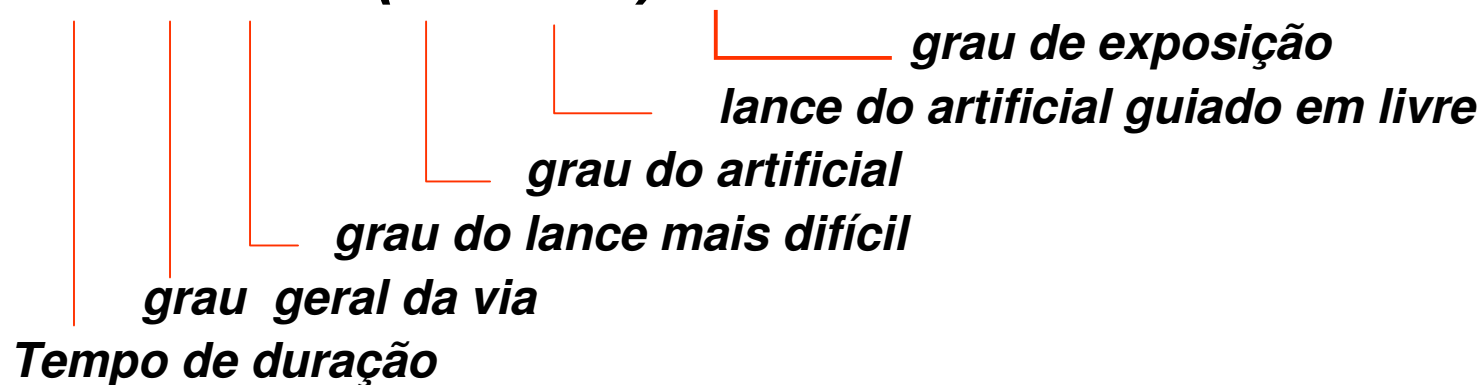 grau de exposição
lance do artificial guiado em livre
grau do artificial
grau do lance mais difícil
grau geral da via
Tempo de duração